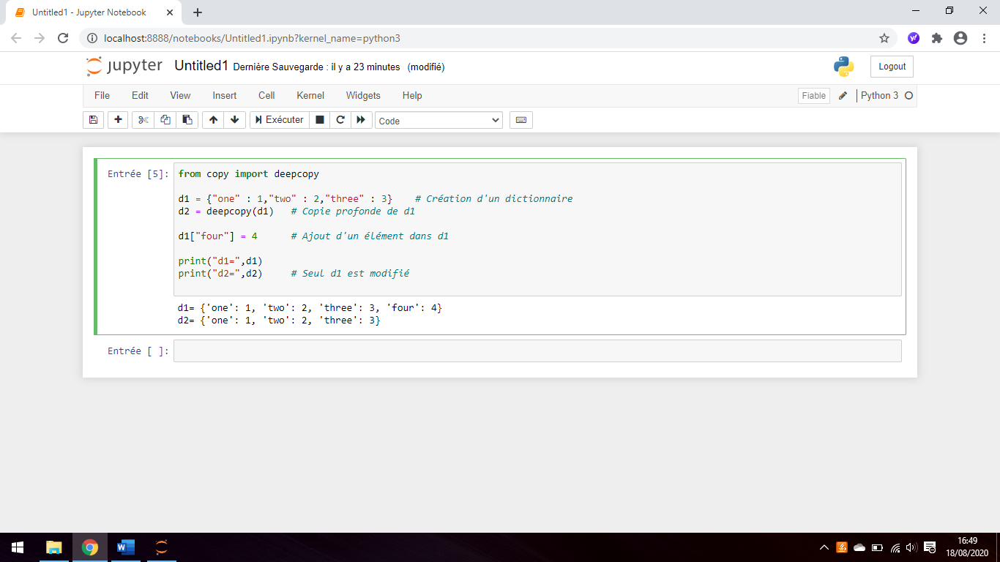 Untitled1 - Jupyter Notebook
localhost:8888/notebooks/Untitled1.ipynb?kernel_name=python3
jupyter Untitled1 Dernière Sauvegarde : il y a 23 minutes (modifié)
Logout
File Edit View Insert Cell Kernel Widgets Help
Fiable Python 3
Exécuter Code
Entrée [5]: from copy import deepcopy
d1 = {"one" : 1,"two" : 2,"three" : 3} # Création d'un dictionnaire
d2 = deepcopy(d1) # Copie profonde de d1
d1["four"] = 4 # Ajout d'un élément dans d1
print("d1=",d1)
print("d2=",d2) # Seul d1 est modifié
d1= {'one': 1, 'two': 2, 'three': 3, 'four': 4}
d2= {'one': 1, 'two': 2, 'three': 3}
Entrée [ ]:
16:49
18/08/2020